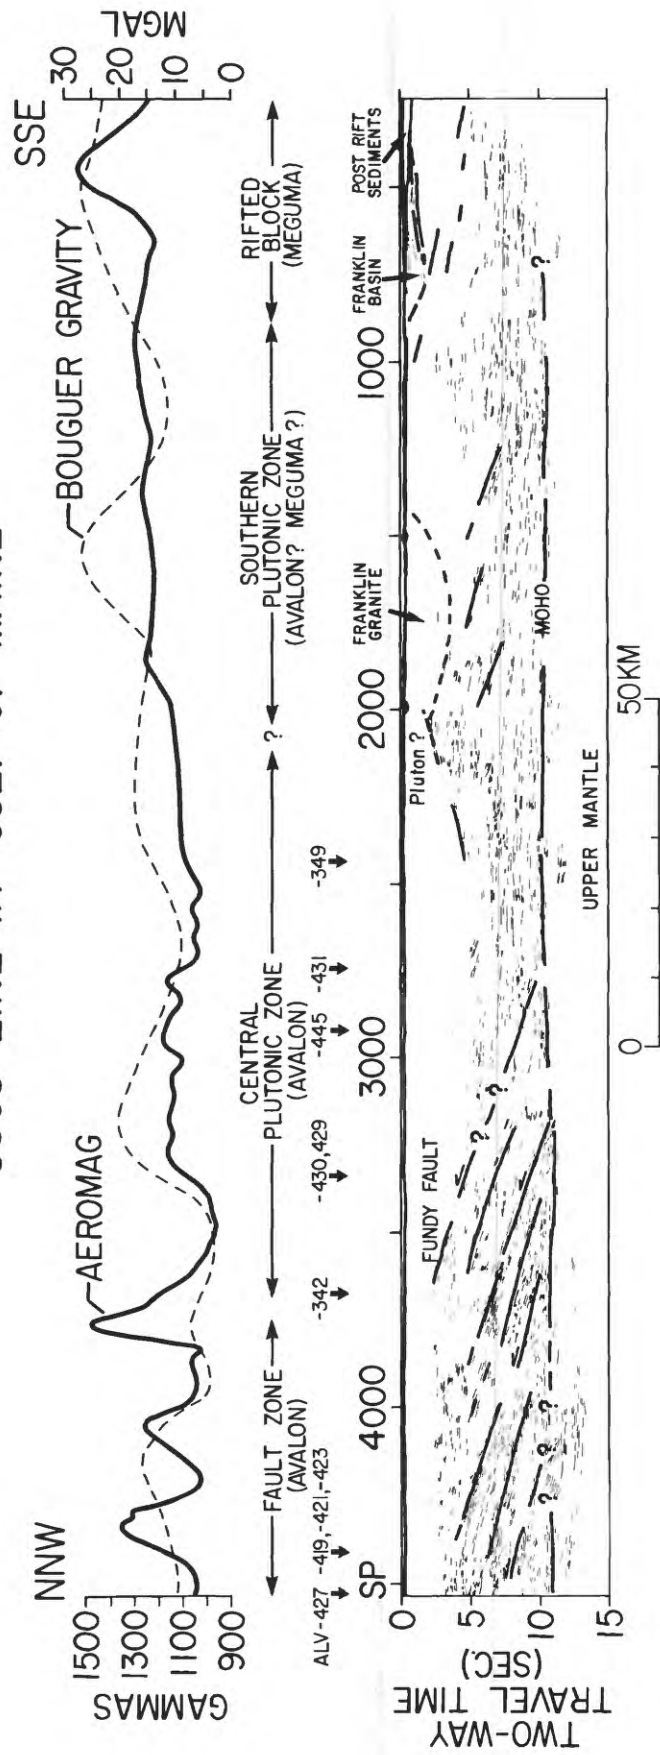 NNW
SSE
AEROMAG
BOUGUER GRAVITY
GAMMAS
1500
1300
1100
900
MGAL
30
20
10
0
FAULT ZONE
(AVALON)
CENTRAL
PLUTONIC ZONE
(AVALON)
?
SOUTHERN
PLUTONIC ZONE
(AVALON? MEGUMA?)
RIFTED
BLOCK
(MEGUMA)
ALV-427 -419,-421,-423
-342
-430,429
-445
-431
-349
SP
4000
3000
2000
1000
FRANKLIN
GRANITE
FRANKLIN
BASIN
POST RIFT
SEDIMENTS
TWO-WAY
TRAVEL TIME
(SEC.)
0
5
10
15
FUNDY FAULT
? ?
Pluton?
? ? ?
MOHO
?
UPPER MANTLE
0
50KM